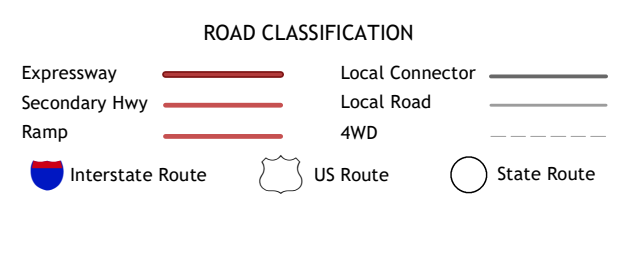 ROAD CLASSIFICATION
Expressway
Secondary Hwy
Ramp
Local Connector
Local Road
4WD
Interstate Route
US Route
State Route